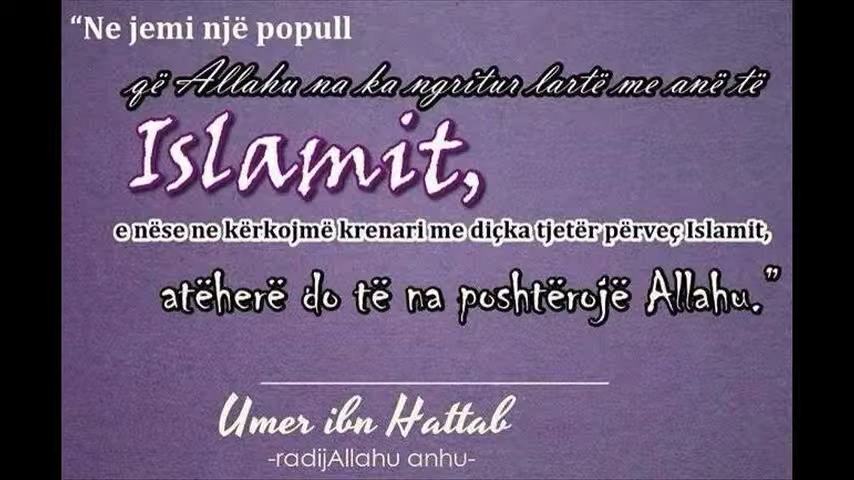 “Ne jemi një popull
që Allahu na ka ngritur lartë me anë të
Islamit,
e nëse ne kërkojmë krenari me diçka tjetër përveç Islamit,
atëherë do të na poshtërojë Allahu.”
Umer ibn Hattab
-radijAllahu anhu-